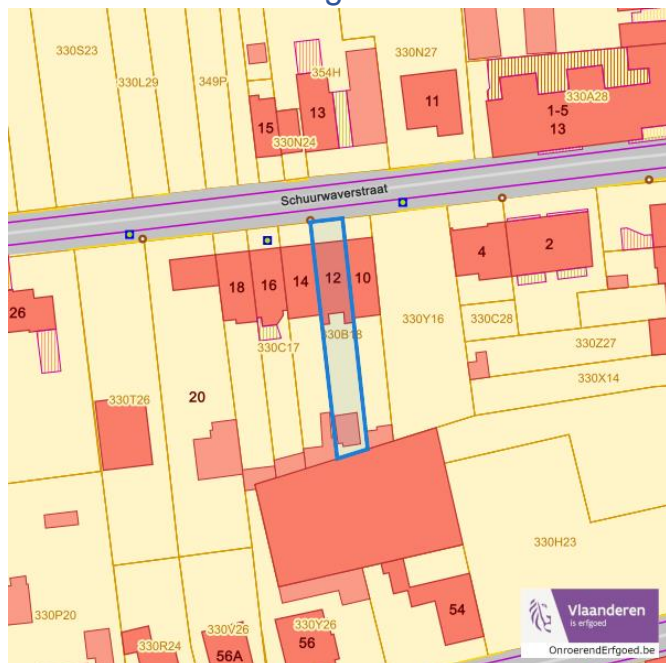 330S23
330L29
349P
354H
330N27
330A28
1-5
13
11
13
15
330N24
Schuurwaverstraat
18
16
14
12
10
4
2
26
330C17
330B18
330Y16
330C28
330Z27
330X14
330T26
20
330H23
330P20
330R24
330V26
56A
330Y26
56
54
Vlaanderen
is erfgoed
OnroerendErfgoed.be